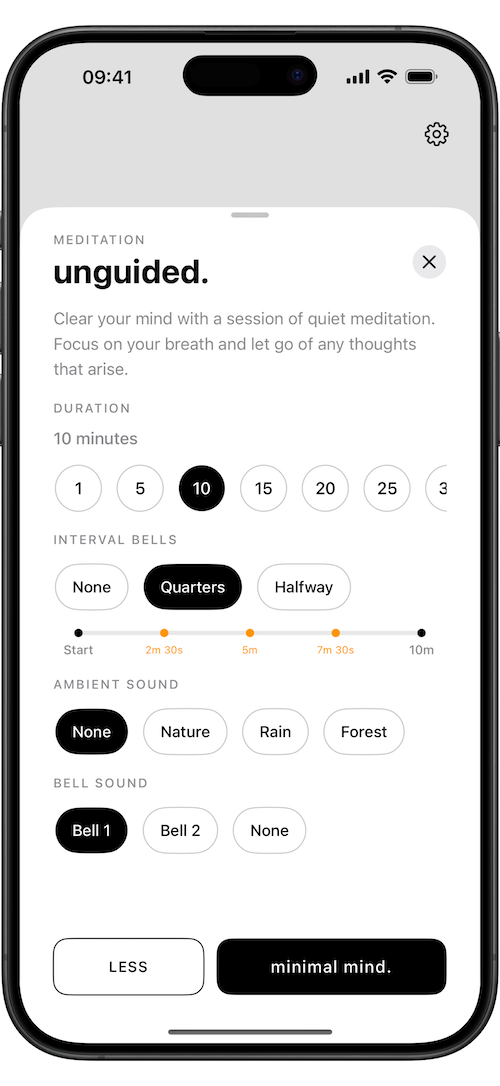 09:41
MEDITATION
unguided.
Clear your mind with a session of quiet meditation.
Focus on your breath and let go of any thoughts
that arise.
DURATION
10 minutes
1 5 10 15 20 25
INTERVAL BELLS
None Quarters Halfway
Start 2m 30s 5m 7m 30s 10m
AMBIENT SOUND
None Nature Rain Forest
BELL SOUND
Bell 1 Bell 2 None
LESS minimal mind.